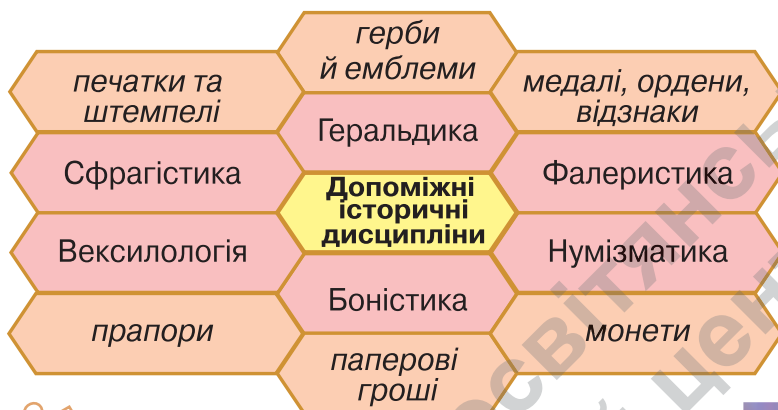 герби
й емблеми
печатки та
штемпелі
медалі, ордени,
відзнаки
Геральдика
Сфрагістика
Фалеристика
Допоміжні
історичні
дисципліни
Вексилологія
Нумізматика
Боністика
прапори
монети
паперові
гроші